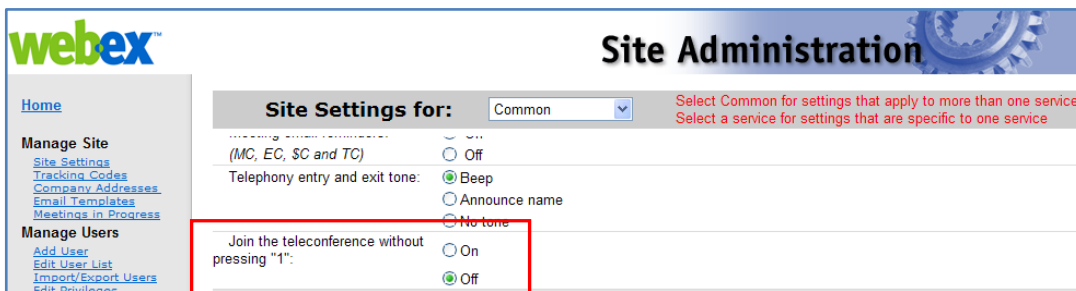 webex™
Site Administration
Home
Site Settings for:
Common
Select Common for settings that apply to more than one service
Select a service for settings that are specific to one service
Manage Site
Site Settings
Tracking Codes
Company Addresses
Email Templates
Meetings in Progress
Manage Users
Add User
Edit User List
Import/Export Users
Edit Privileges
(MC, EC, SC and TC)
Off
Telephony entry and exit tone:
Beep
Announce name
No tone
Join the teleconference without
pressing "1":
On
Off